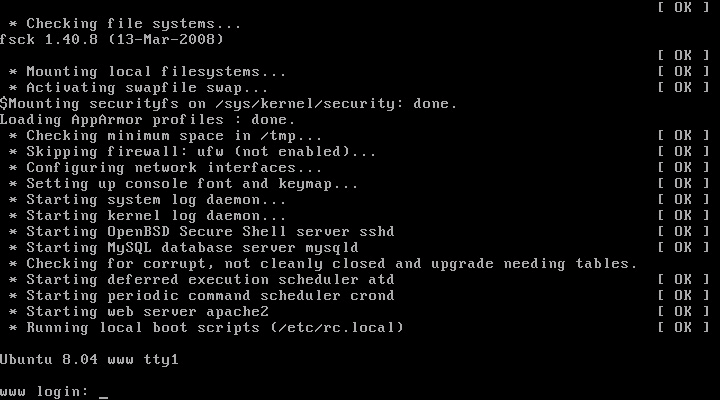 [ OK ]
* Checking file systems...
fsck 1.40.8 (13-Mar-2008)
[ OK ]
* Mounting local filesystems... [ OK ]
* Activating swapfile swap... [ OK ]
$Mounting securityfs on /sys/kernel/security: done.
Loading AppArmor profiles : done.
* Checking minimum space in /tmp... [ OK ]
* Skipping firewall: ufw (not enabled)... [ OK ]
* Configuring network interfaces... [ OK ]
* Setting up console font and keymap... [ OK ]
* Starting system log daemon... [ OK ]
* Starting kernel log daemon... [ OK ]
* Starting OpenBSD Secure Shell server sshd [ OK ]
* Starting MySQL database server mysqld [ OK ]
* Checking for corrupt, not cleanly closed and upgrade needing tables.
* Starting deferred execution scheduler atd [ OK ]
* Starting periodic command scheduler crond [ OK ]
* Starting web server apache2 [ OK ]
* Running local boot scripts (/etc/rc.local) [ OK ]
Ubuntu 8.04 www tty1
www login: _